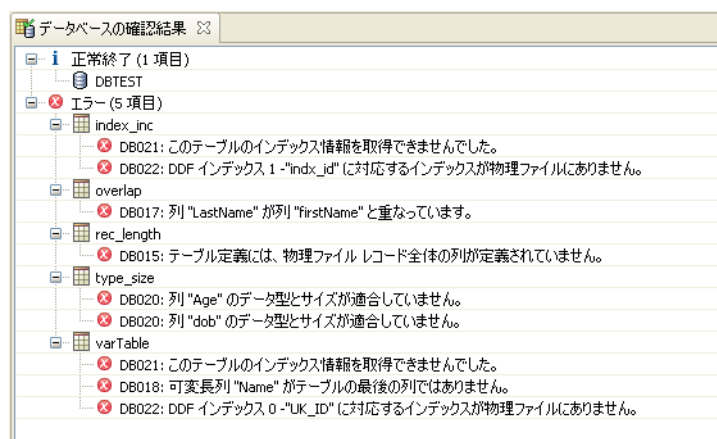 データベースの確認結果
正常終了 (1 項目)
DBTEST
エラー (5 項目)
index_inc
DB021: このテーブルのインデックス情報を取得できませんでした。
DB022: DDF インデックス 1 -"indx_id" に対応するインデックスが物理ファイルにありません。
overlap
DB017: 列 "LastName" が列 "firstName" と重なっています。
rec_length
DB015: テーブル定義には、物理ファイル レコード全体の列が定義されていません。
type_size
DB020: 列 "Age" のデータ型とサイズが適合していません。
DB020: 列 "dob" のデータ型とサイズが適合していません。
varTable
DB021: このテーブルのインデックス情報を取得できませんでした。
DB018: 可変長列 "Name" がテーブルの最後の列ではありません。
DB022: DDF インデックス 0 -"UK_ID" に対応するインデックスが物理ファイルにありません。